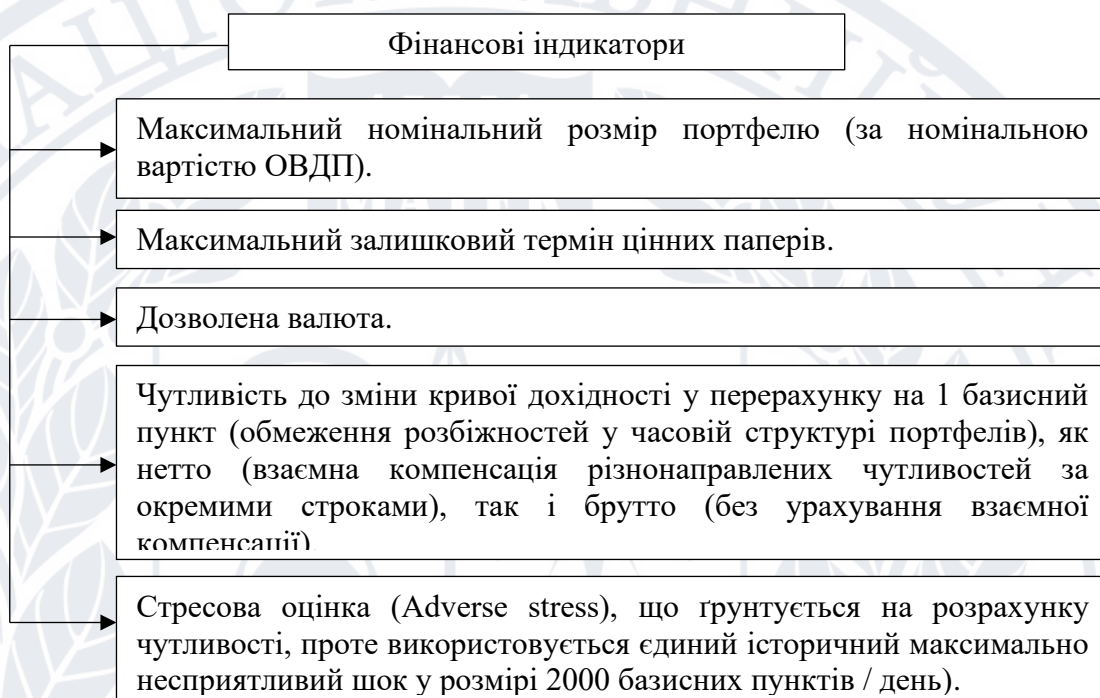 Фінансові індикатори
Максимальний номінальний розмір портфелю (за номінальною
вартістю ОВДП).
Максимальний залишковий термін цінних паперів.
Дозволена валюта.
Чутливість до зміни кривої дохідності у перерахунку на 1 базисний
пункт (обмеження розбіжностей у часовій структурі портфелів), як
нетто (взаємна компенсація різнонаправлених чутливостей за
окремими строками), так і брутто (без урахування взаємної
компенсації).
Стресова оцінка (Adverse stress), що ґрунтується на розрахунку
чутливості, проте використовується єдиний історичний максимально
несприятливий шок у розмірі 2000 базисних пунктів / день).